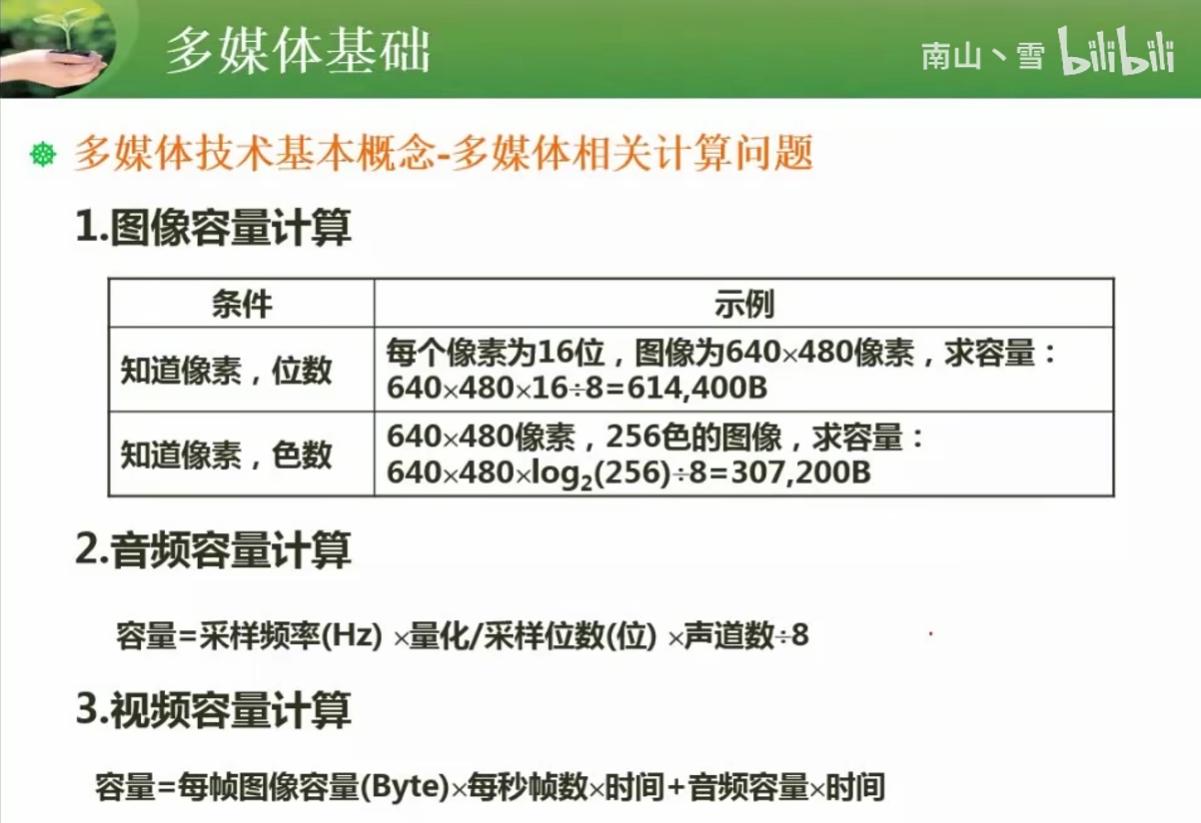 多媒体基础
南山丶雪 bilibili
多媒体技术基本概念-多媒体相关计算问题
1.图像容量计算
条件 示例
知道像素，位数
每个像素为16位，图像为640×480像素，求容量：
640×480×16÷8=614,400B
知道像素，色数
640×480像素，256色的图像，求容量：
640×480×log₂(256)÷8=307,200B
2.音频容量计算
容量=采样频率(Hz) ×量化/采样位数(位) ×声道数÷8
3.视频容量计算
容量=每帧图像容量(Byte)×每秒帧数×时间+音频容量×时间